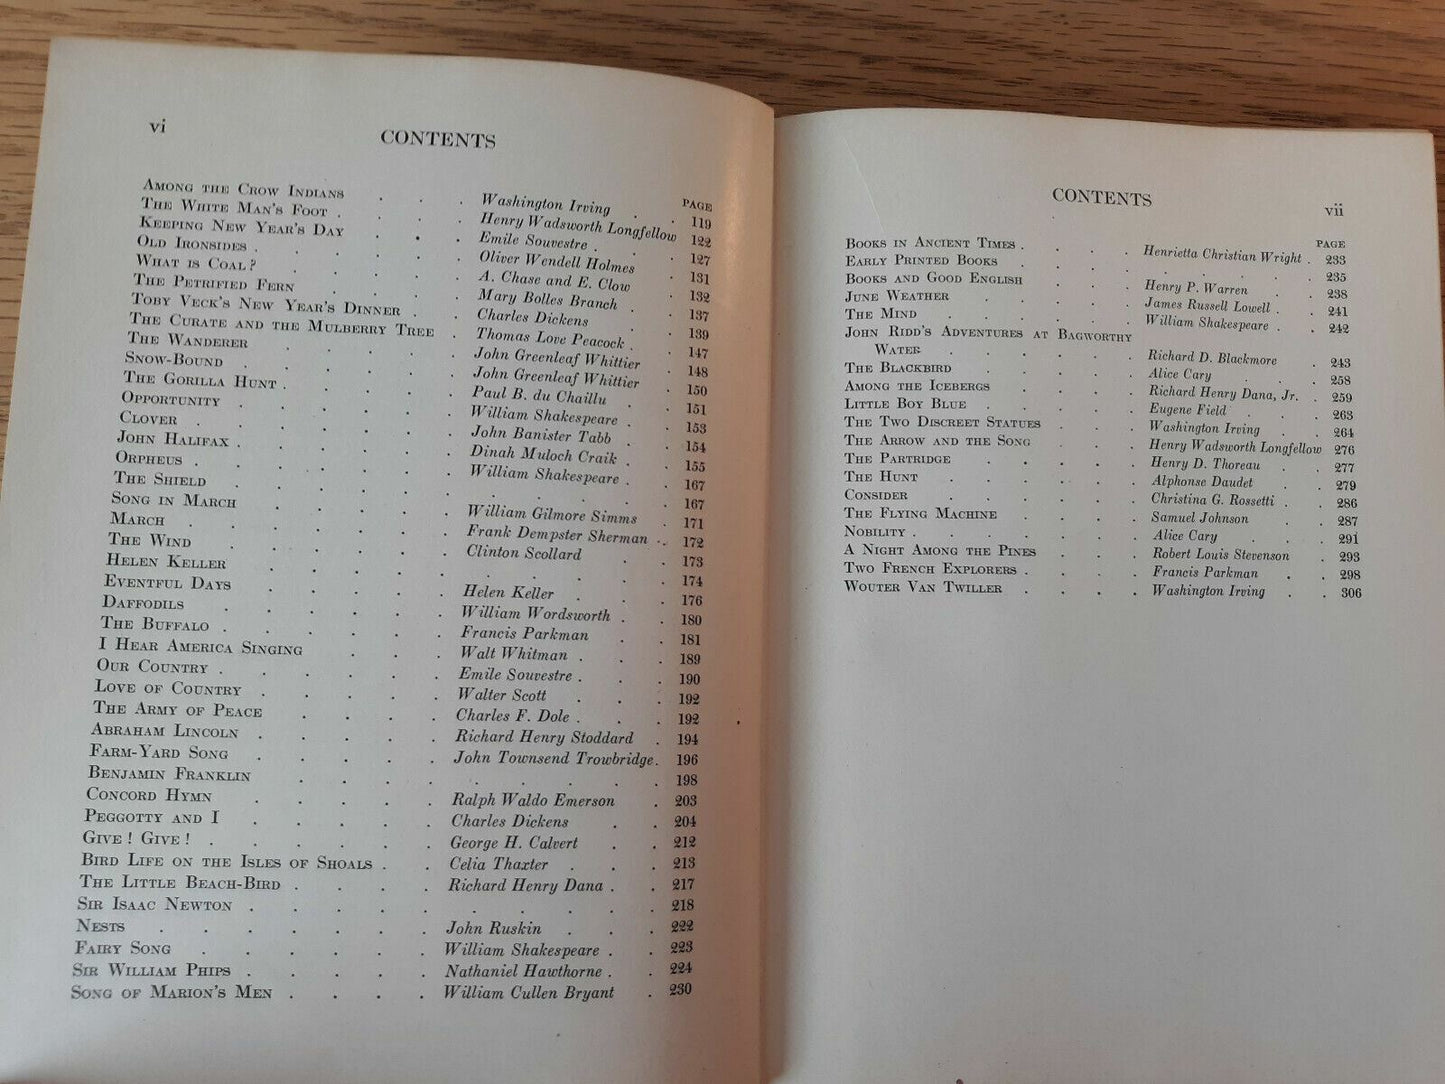 vi
CONTENTS
PAGE
Among the Crow Indians . . . Washington Irving . . 119
The White Man's Foot . . . . Henry Wadsworth Longfellow 122
Keeping New Year's Day . . . Emile Souvestre . . 127
Old Ironsides . . . . . Oliver Wendell Holmes . 131
What is Coal? . . . . . A. Chase and E. Clow . 132
The Petrified Fern . . . . Mary Bolles Branch . . 137
Toby Veck's New Year's Dinner . . Charles Dickens . . 139
The Curate and the Mulberry Tree . Thomas Love Peacock . . 147
The Wanderer . . . . . John Greenleaf Whittier . 148
Snow-Bound . . . . . . John Greenleaf Whittier . 150
The Gorilla Hunt . . . . . Paul B. du Chaillu . . 151
Opportunity . . . . . . William Shakespeare . . 153
Clover . . . . . . . John Banister Tabb . . 154
John Halifax . . . . . . Dinah Muloch Craik . . 155
Orpheus . . . . . . . William Shakespeare . . 167
The Shield . . . . . . . . . . 167
Song in March . . . . . William Gilmore Simms . 171
March . . . . . . . Frank Dempster Sherman . . 172
The Wind . . . . . . Clinton Scollard . . 173
Helen Keller . . . . . . . . . . 174
Eventful Days . . . . . Helen Keller . . . 176
Daffodils . . . . . . William Wordsworth . . 180
The Buffalo . . . . . . Francis Parkman . . 181
I Hear America Singing . . . Walt Whitman . . . 189
Our Country . . . . . . Emile Souvestre . . . 190
Love of Country . . . . . Walter Scott . . . 192
The Army of Peace . . . . Charles F. Dole . . . 192
Abraham Lincoln . . . . . Richard Henry Stoddard . 194
Farm-Yard Song . . . . . John Townsend Trowbridge . 196
Benjamin Franklin . . . . . . . . . 198
Concord Hymn . . . . . Ralph Waldo Emerson . 203
Peggotty and I . . . . . Charles Dickens . . 204
Give! Give! . . . . . . George H. Calvert . . 212
Bird Life on the Isles of Shoals . . Celia Thaxter . . 213
The Little Beach-Bird . . . . Richard Henry Dana . . 217
Sir Isaac Newton . . . . . . . . . . 218
Nests . . . . . . . John Ruskin . . . 222
Fairy Song . . . . . . William Shakespeare . . 223
Sir William Phips . . . . . Nathaniel Hawthorne . . 224
Song of Marion's Men . . . . William Cullen Bryant . 230
CONTENTS
vii
PAGE
Books in Ancient Times . . . . Henrietta Christian Wright . 233
Early Printed Books . . . . . . . . 235
Books and Good English . . . Henry P. Warren . . 238
June Weather . . . . . James Russell Lowell . . 241
The Mind . . . . . . William Shakespeare . . 242
John Ridd's Adventures at Bagworthy
Water . . . . . . Richard D. Blackmore . 243
The Blackbird . . . . . Alice Cary . . . 258
Among the Icebergs . . . . Richard Henry Dana, Jr. . 259
Little Boy Blue . . . . . Eugene Field . . . 263
The Two Discreet Statues . . . Washington Irving . . 264
The Arrow and the Song . . . Henry Wadsworth Longfellow 276
The Partridge . . . . . Henry D. Thoreau . . 277
The Hunt . . . . . . Alphonse Daudet . . 279
Consider . . . . . . Christina G. Rossetti . . 286
The Flying Machine . . . . Samuel Johnson . . 287
Nobility . . . . . . . Alice Cary . . . 291
A Night Among the Pines . . . Robert Louis Stevenson . 293
Two French Explorers . . . . Francis Parkman . . 298
Wouter Van Twiller . . . . Washington Irving . . 306